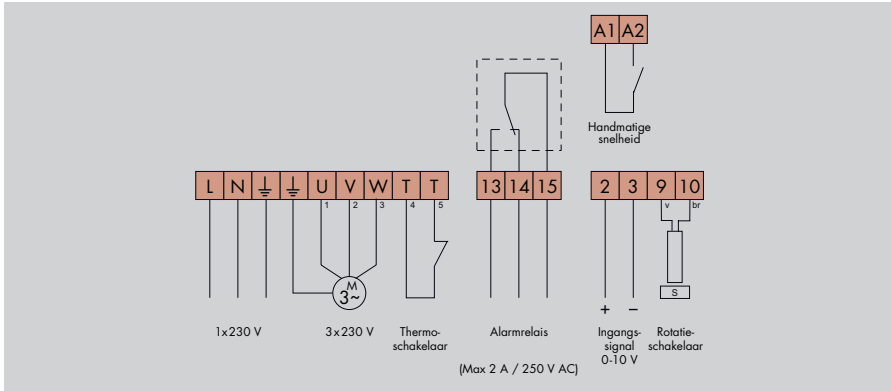 A1 A2
Handmatige
snelheid
L N U V W T T
1 2 3 4 5
13 14 15
2 3 9 10
v br
M
3~
S
+ −
1x230 V
3x230 V
Thermo-
schakelaar
Alarmrelais
(Max 2 A / 250 V AC)
Ingangs-
signal
0-10 V
Rotatie-
schakelaar